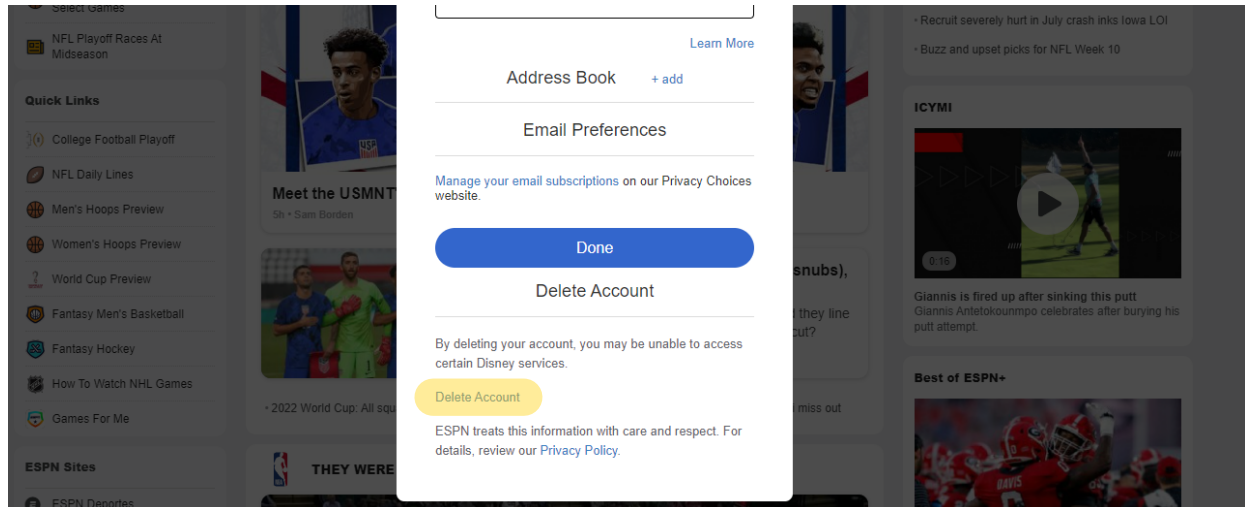 Select Games
NFL Playoff Races At
Midseason
Quick Links
College Football Playoff
NFL Daily Lines
Men's Hoops Preview
Women's Hoops Preview
World Cup Preview
Fantasy Men's Basketball
Fantasy Hockey
How To Watch NHL Games
Games For Me
ESPN Sites
ESPN Deportes
USA
Meet the USMNT
5h • Sam Borden
• 2022 World Cup: All squ
THEY WERE
Learn More
Address Book + add
Email Preferences
Manage your email subscriptions on our Privacy Choices
website.
Done
Delete Account
By deleting your account, you may be unable to access
certain Disney services.
Delete Account
ESPN treats this information with care and respect. For
details, review our Privacy Policy.
snubs),
they line
cut?
miss out
• Recruit severely hurt in July crash inks Iowa LOI
• Buzz and upset picks for NFL Week 10
ICYMI
0:16
Giannis is fired up after sinking this putt
Giannis Antetokounmpo celebrates after burying his
putt attempt.
Best of ESPN+
DAVIS